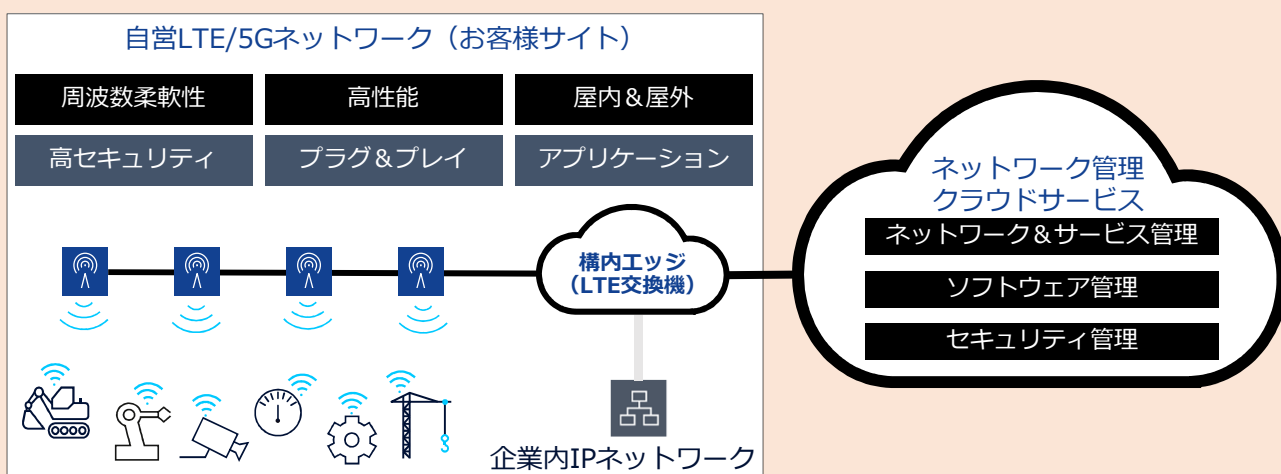 自営LTE/5Gネットワーク（お客様サイト）
周波数柔軟性
高性能
屋内＆屋外
高セキュリティ
プラグ＆プレイ
アプリケーション
構内エッジ
（LTE交換機）
企業内IPネットワーク
ネットワーク管理
クラウドサービス
ネットワーク＆サービス管理
ソフトウェア管理
セキュリティ管理